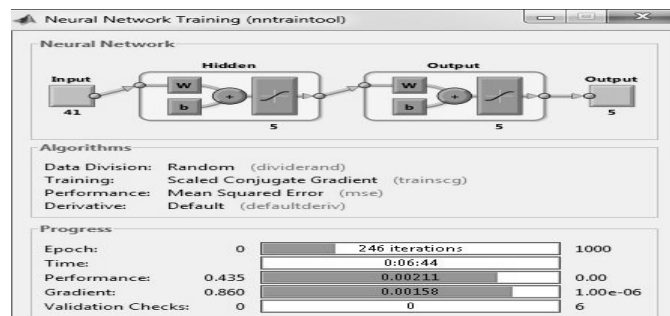 Neural Network Training (nntraintool)
Neural Network
Hidden Output
Input Output
W W
b b
+ +
41 5 5 5
Algorithms
Data Division: Random (dividerand)
Training: Scaled Conjugate Gradient (trainscg)
Performance: Mean Squared Error (mse)
Derivative: Default (defaultderiv)
Progress
Epoch: 0 246 iterations 1000
Time: 0:06:44
Performance: 0.435 0.00211 0.00
Gradient: 0.860 0.00158 1.00e-06
Validation Checks: 0 0 6